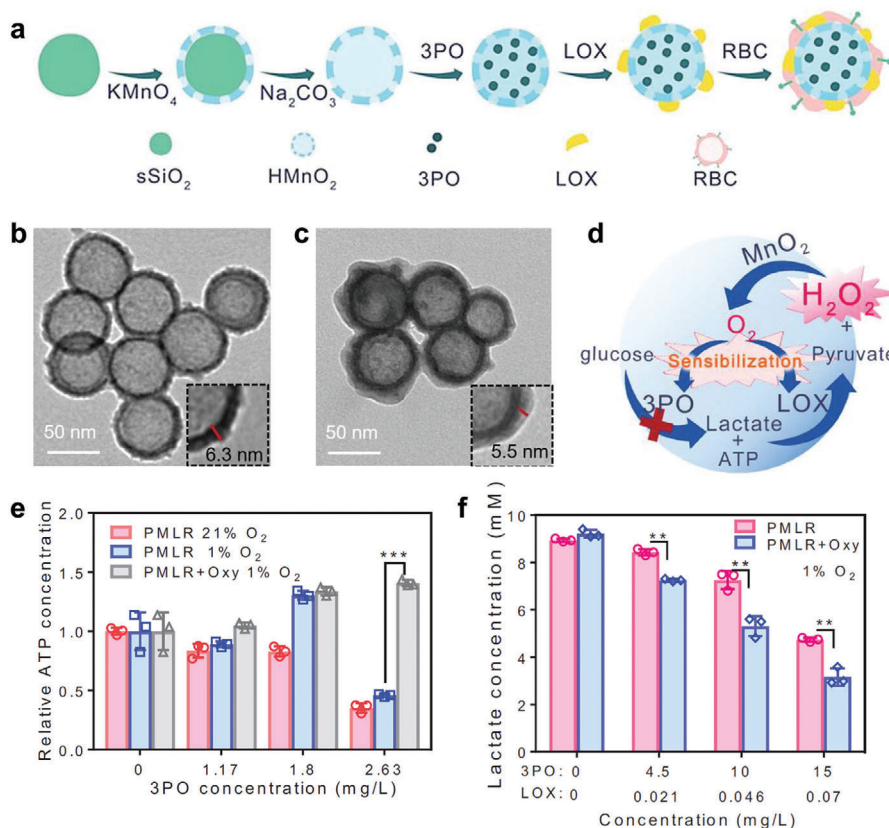 a
3PO LOX RBC
KMnO4 Na2CO3
sSiO2 HMnO2 3PO LOX RBC
b
50 nm
6.3 nm
c
50 nm
5.5 nm
d
MnO2
H2O2
O2 +
glucose Sensibilization Pyruvate
3PO LOX
Lactate
+
ATP
e
Relative ATP concentration
2.0
1.5
1.0
0.5
0.0
PMLR 21% O2
PMLR 1% O2
PMLR+Oxy 1% O2
***
0 1.17 1.8 2.63
3PO concentration (mg/L)
f
Lactate concentration (mM)
10
8
6
4
2
0
PMLR
PMLR+Oxy
1% O2
**
**
**
3PO: 0 4.5 10 15
LOX: 0 0.021 0.046 0.07
Concentration (mg/L)